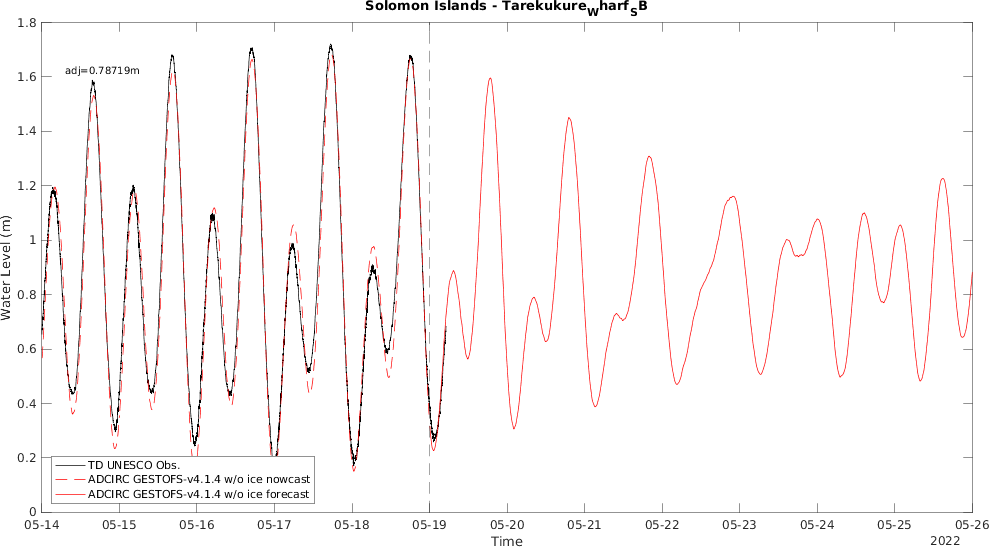 Solomon Islands - TarekukureWharfSB
1.8
1.6
1.4
1.2
1
0.8
0.6
0.4
0.2
0
Water Level (m)
adj=0.78719m
TD UNESCO Obs.
ADCIRC GESTOFS-v4.1.4 w/o ice nowcast
ADCIRC GESTOFS-v4.1.4 w/o ice forecast
05-14 05-15 05-16 05-17 05-18 05-19 05-20 05-21 05-22 05-23 05-24 05-25 05-26
Time
2022